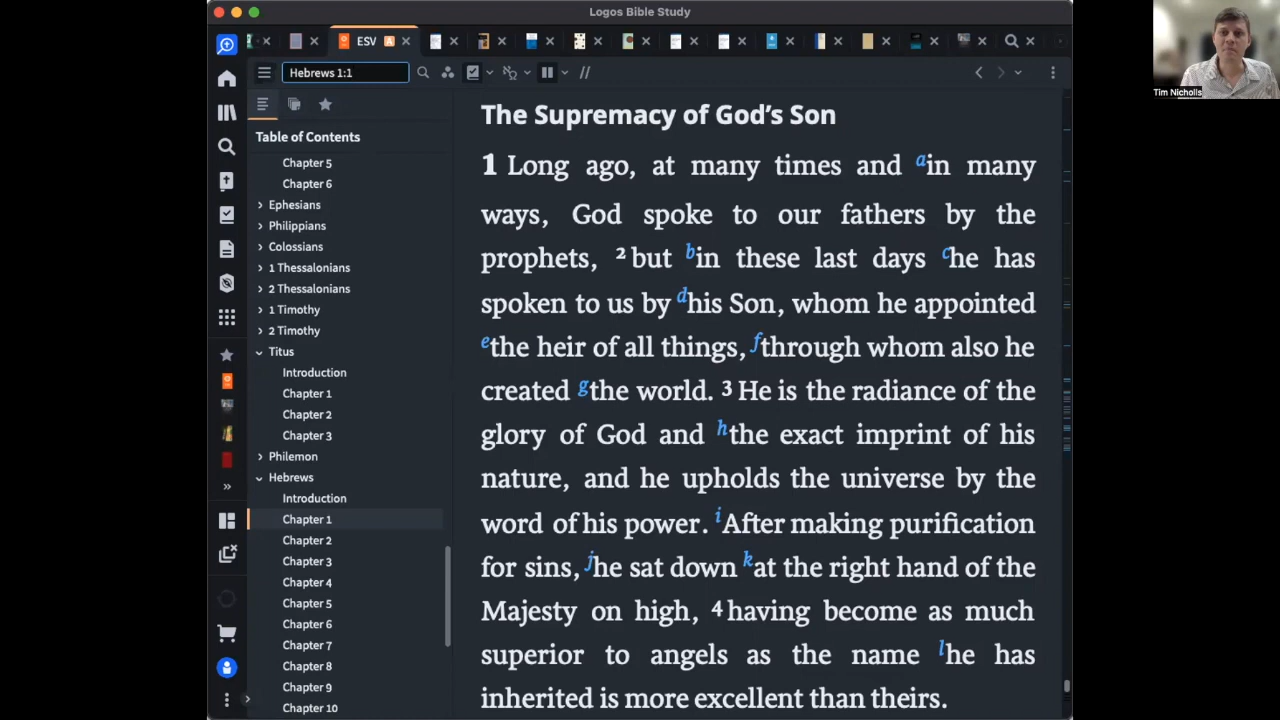 Logos Bible Study
ESV A
Hebrews 1:1
Table of Contents
Chapter 5
Chapter 6
Ephesians
Philippians
Colossians
1 Thessalonians
2 Thessalonians
1 Timothy
2 Timothy
Titus
Introduction
Chapter 1
Chapter 2
Chapter 3
Philemon
Hebrews
Introduction
Chapter 1
Chapter 2
Chapter 3
Chapter 4
Chapter 5
Chapter 6
Chapter 7
Chapter 8
Chapter 9
Chapter 10
The Supremacy of God's Son
1 Long ago, at many times and a in many
ways, God spoke to our fathers by the
prophets, 2 but b in these last days c he has
spoken to us by d his Son, whom he appointed
e the heir of all things, f through whom also he
created g the world. 3 He is the radiance of the
glory of God and h the exact imprint of his
nature, and he upholds the universe by the
word of his power. i After making purification
for sins, j he sat down k at the right hand of the
Majesty on high, 4 having become as much
superior to angels as the name l he has
inherited is more excellent than theirs.
Tim Nicholls